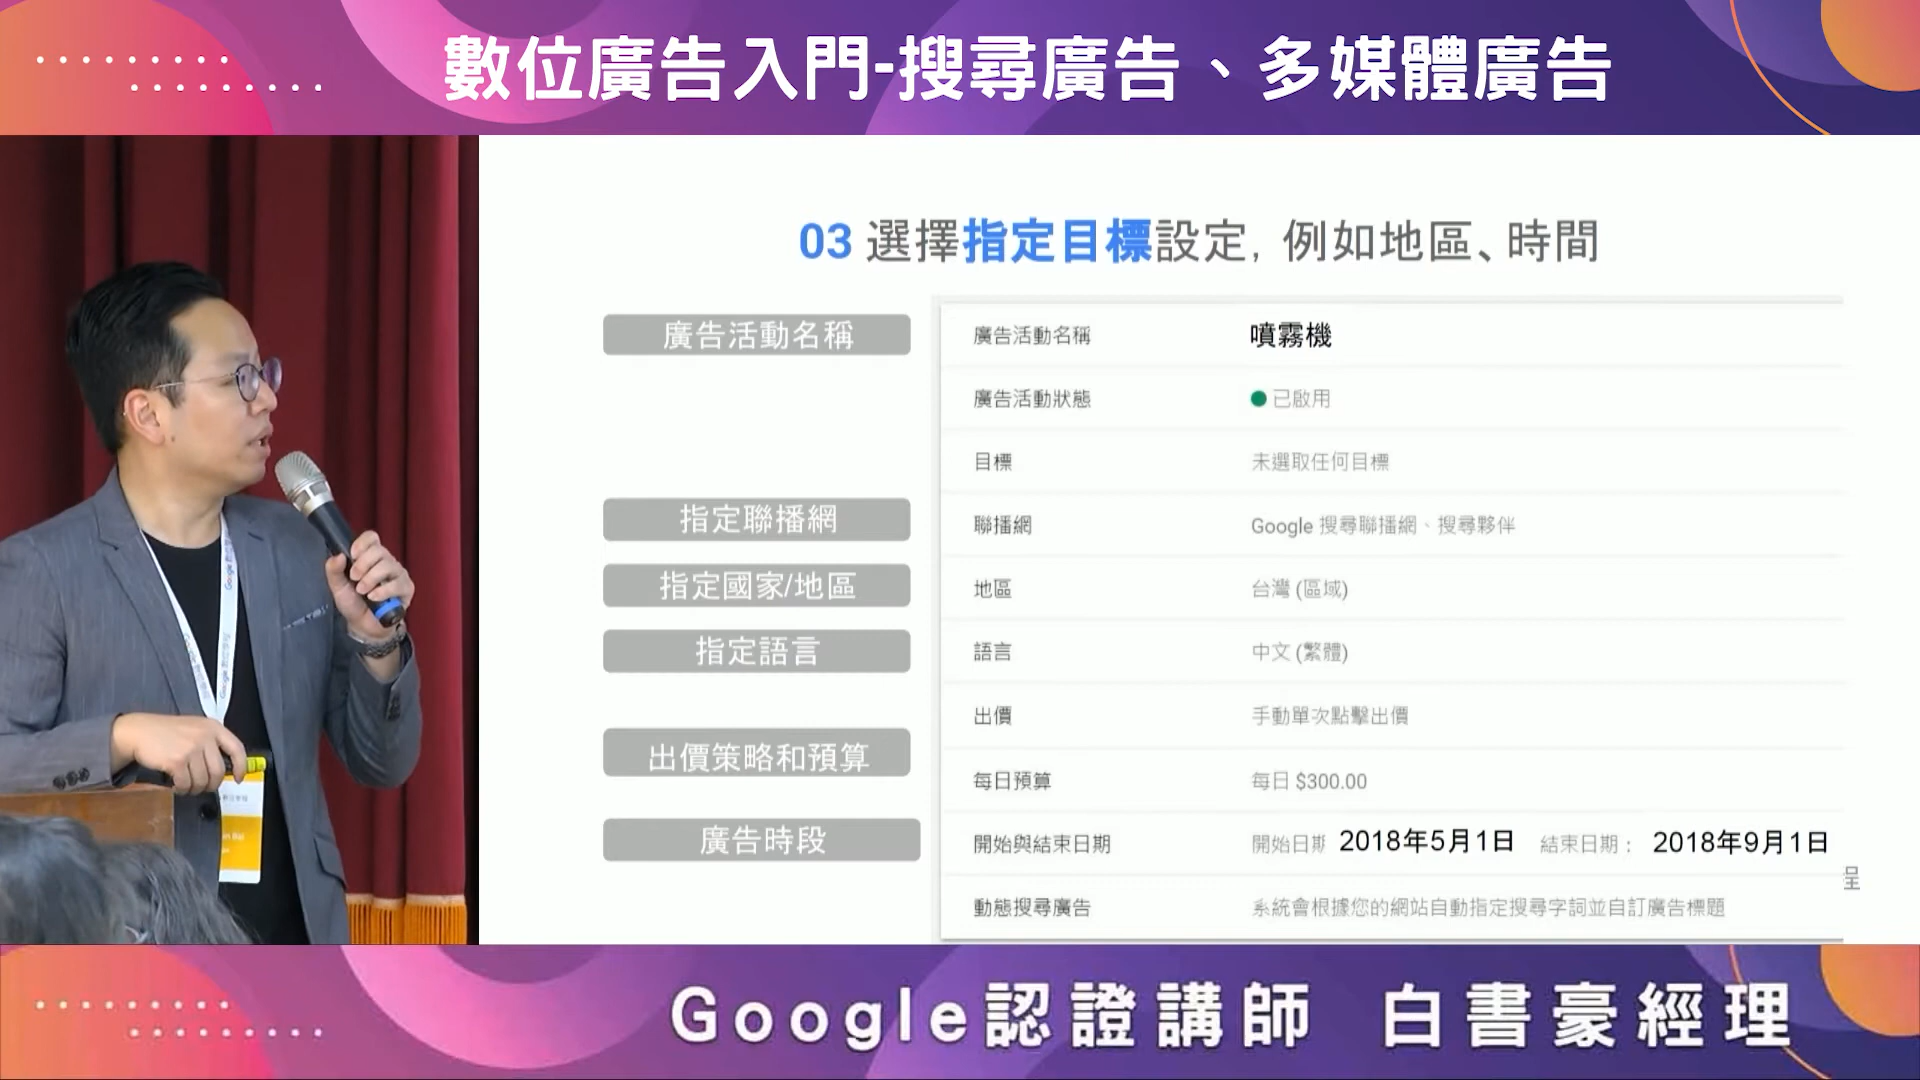 數位廣告入門-搜尋廣告、多媒體廣告
03 選擇指定目標設定, 例如地區、時間
廣告活動名稱
廣告活動名稱 噴霧機
廣告活動狀態 已啟用
目標 未選取任何目標
指定聯播網
聯播網 Google 搜尋聯播網、搜尋夥伴
指定國家/地區
地區 台灣 (區域)
指定語言
語言 中文 (繁體)
出價 手動單次點擊出價
出價策略和預算
每日預算 每日 $300.00
廣告時段
開始與結束日期 開始日期 2018年5月1日 結束日期： 2018年9月1日
呈
動態搜尋廣告 系統會根據您的網站自動指定搜尋字詞並自訂廣告標題
Google認證講師 白書豪經理